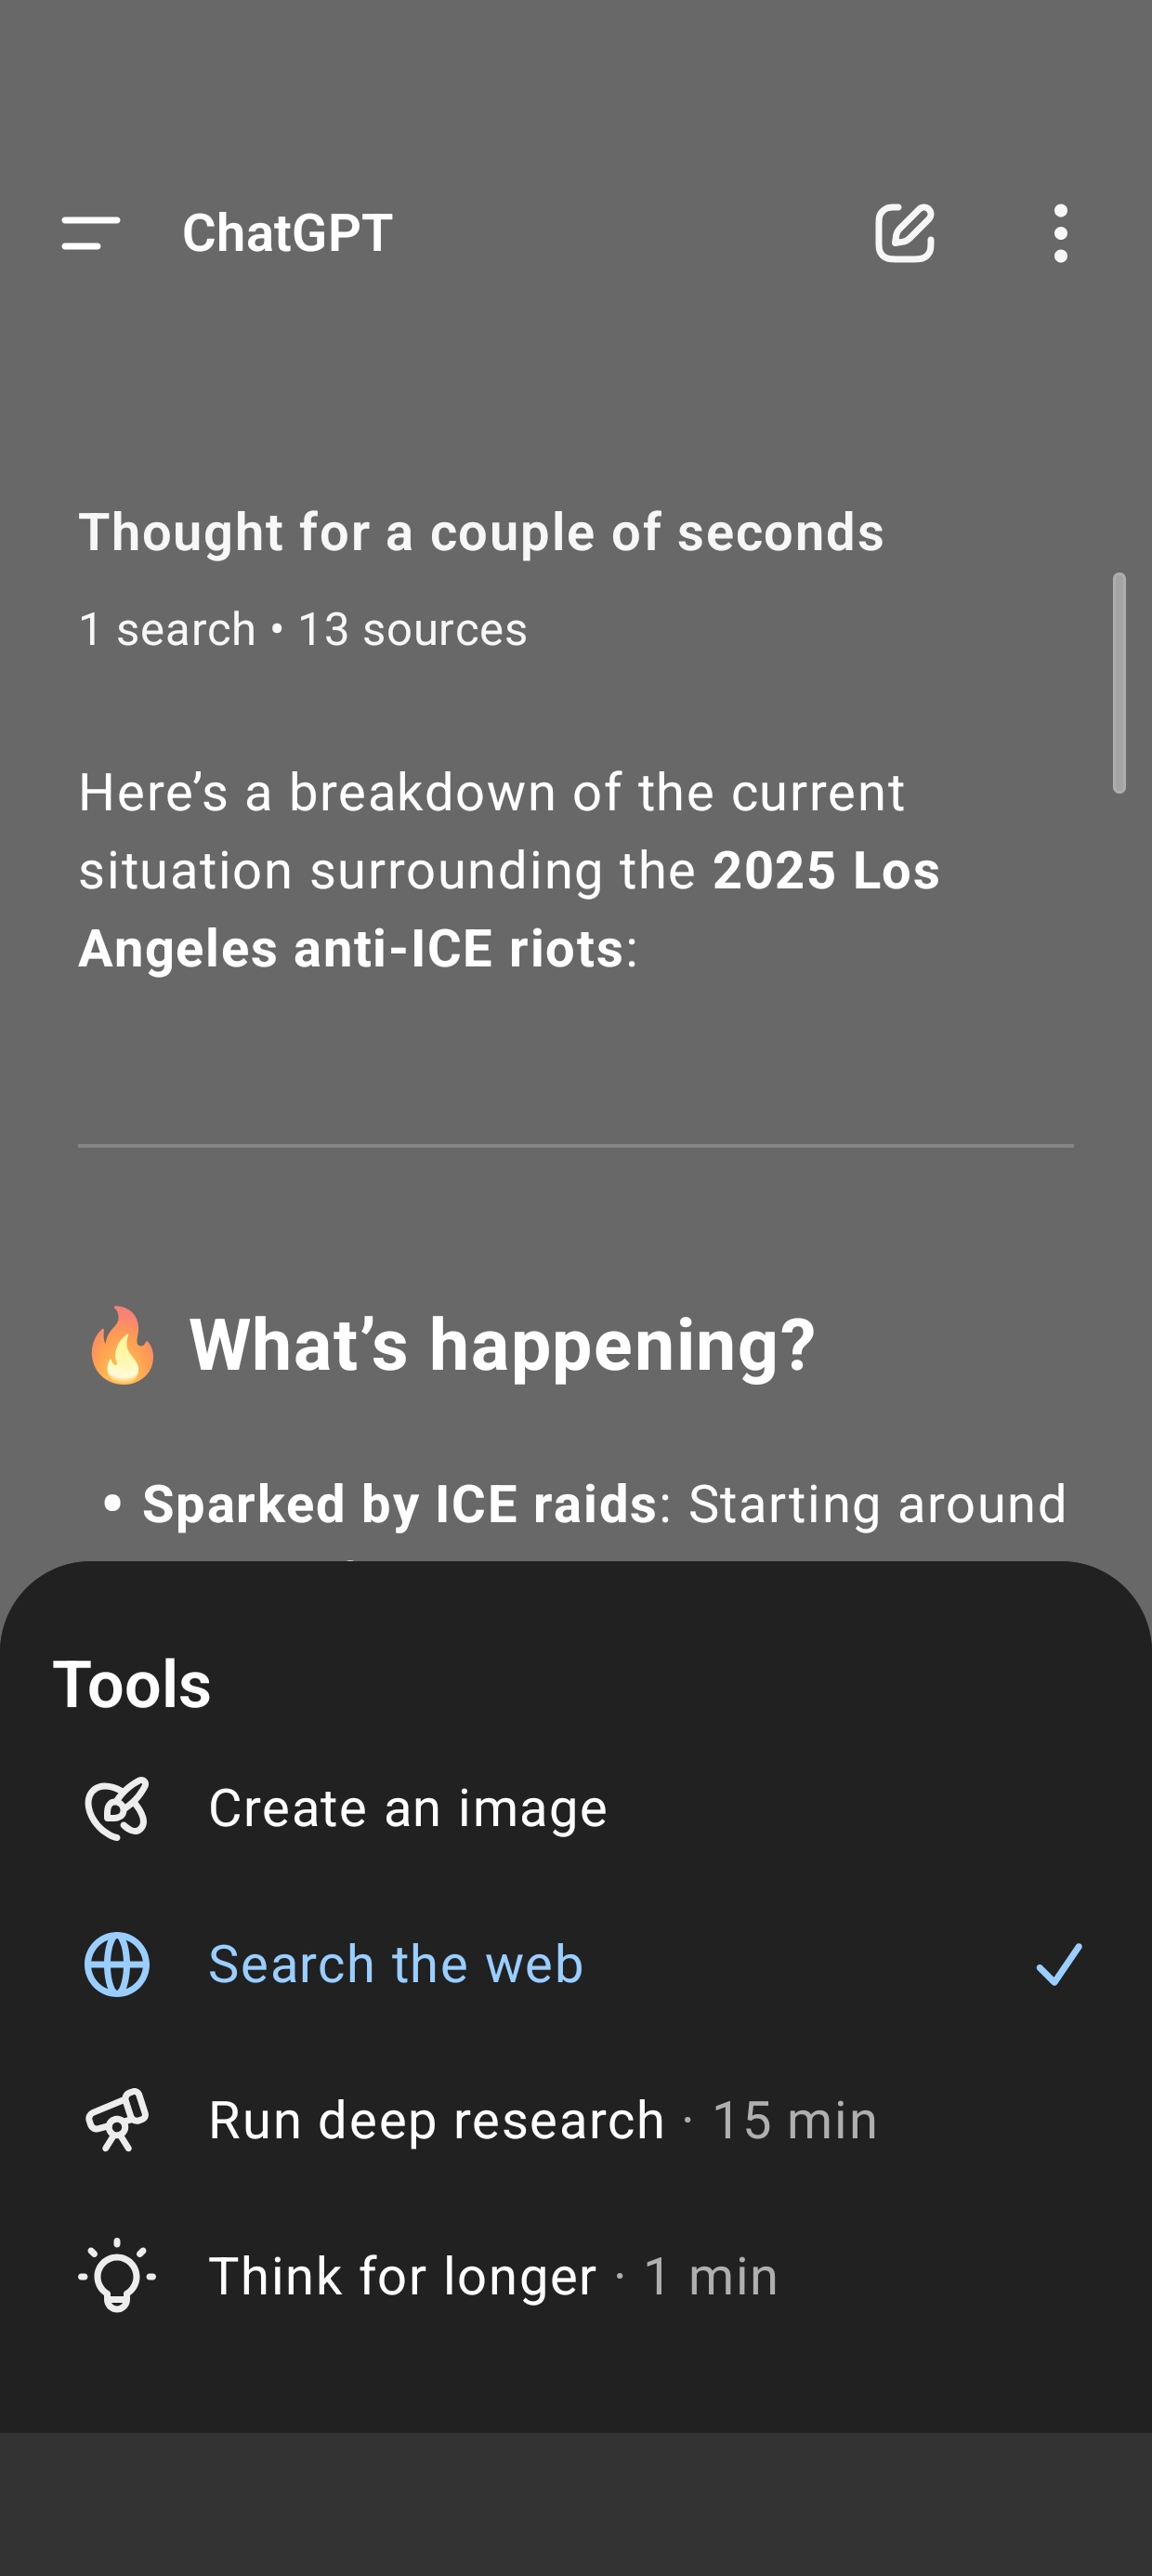 ChatGPT
Thought for a couple of seconds
1 search • 13 sources
Here’s a breakdown of the current
situation surrounding the 2025 Los
Angeles anti-ICE riots:
🔥 What’s happening?
• Sparked by ICE raids: Starting around
Tools
Create an image
Search the web
Run deep research · 15 min
Think for longer · 1 min